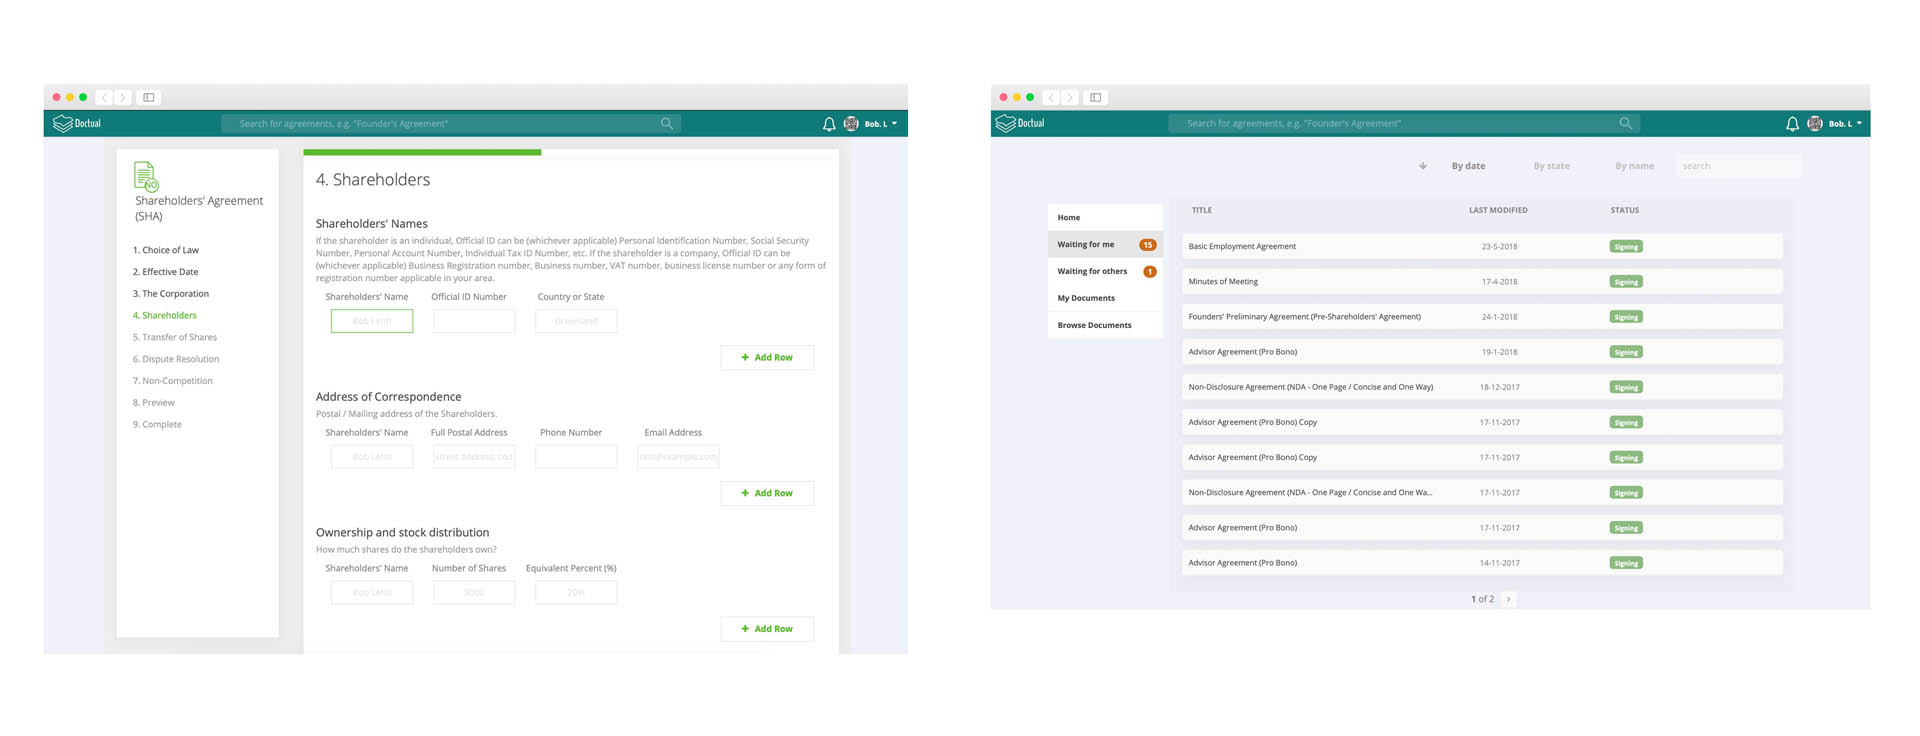 Doctual
Search for agreements, e.g. "Founder's Agreement"
Bob. L
NO
Shareholders' Agreement
(SHA)
1. Choice of Law
2. Effective Date
3. The Corporation
4. Shareholders
5. Transfer of Shares
6. Dispute Resolution
7. Non-Competition
8. Preview
9. Complete
4. Shareholders
Shareholders' Names
If the shareholder is an individual, Official ID can be (whichever applicable) Personal Identification Number, Social Security
Number, Personal Account Number, Individual Tax ID Number, etc. If the shareholder is a company, Official ID can be
(whichever applicable) Business Registration number, Business number, VAT number, business license number or any form of
registration number applicable in your area.
Shareholders' Name Official ID Number Country or State
Bob Lehti Greenland
+ Add Row
Address of Correspondence
Postal / Mailing address of the Shareholders.
Shareholders' Name Full Postal Address Phone Number Email Address
Bob Lehti street address, cod test@example.com
+ Add Row
Ownership and stock distribution
How much shares do the shareholders own?
Shareholders' Name Number of Shares Equivalent Percent (%)
Bob Lehti 5000 20%
+ Add Row
Doctual
Search for agreements, e.g. "Founder's Agreement"
Bob. L
By date By state By name search
Home
Waiting for me 15
Waiting for others 1
My Documents
Browse Documents
TITLE LAST MODIFIED STATUS
Basic Employment Agreement 23-5-2018 Signing
Minutes of Meeting 17-4-2018 Signing
Founders' Preliminary Agreement (Pre-Shareholders' Agreement) 24-1-2018 Signing
Advisor Agreement (Pro Bono) 19-1-2018 Signing
Non-Disclosure Agreement (NDA - One Page / Concise and One Way) 18-12-2017 Signing
Advisor Agreement (Pro Bono) Copy 17-11-2017 Signing
Advisor Agreement (Pro Bono) Copy 17-11-2017 Signing
Non-Disclosure Agreement (NDA - One Page / Concise and One Wa... 17-11-2017 Signing
Advisor Agreement (Pro Bono) 17-11-2017 Signing
Advisor Agreement (Pro Bono) 14-11-2017 Signing
1 of 2